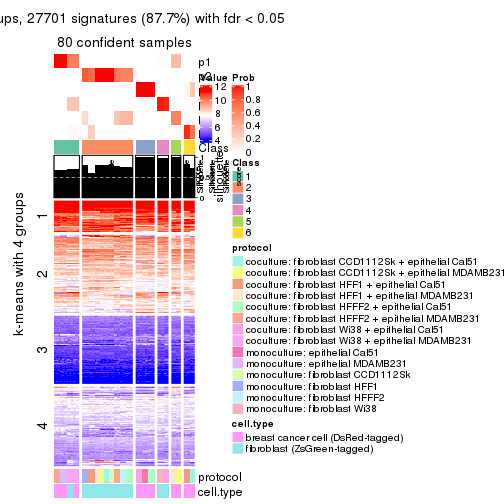 ups, 27701 signatures (87.7%) with fdr < 0.05
80 confident samples
p1
p2
Value
12
10
8
6
4
Prob
1
0.8
0.6
0.4
0.2
0
Class
1
0.5
0
silhouette
score
Class
1
2
3
4
5
6
k-means with 4 groups
1
2
3
4
protocol
coculture: fibroblast CCD1112Sk + epithelial Cal51
coculture: fibroblast CCD1112Sk + epithelial MDAMB231
coculture: fibroblast HFF1 + epithelial Cal51
coculture: fibroblast HFF1 + epithelial MDAMB231
coculture: fibroblast HFFF2 + epithelial Cal51
coculture: fibroblast HFFF2 + epithelial MDAMB231
coculture: fibroblast Wi38 + epithelial Cal51
coculture: fibroblast Wi38 + epithelial MDAMB231
monoculture: epithelial Cal51
monoculture: epithelial MDAMB231
monoculture: fibroblast CCD1112Sk
monoculture: fibroblast HFF1
monoculture: fibroblast HFFF2
monoculture: fibroblast Wi38
cell.type
breast cancer cell (DsRed-tagged)
fibroblast (ZsGreen-tagged)
protocol
cell.type